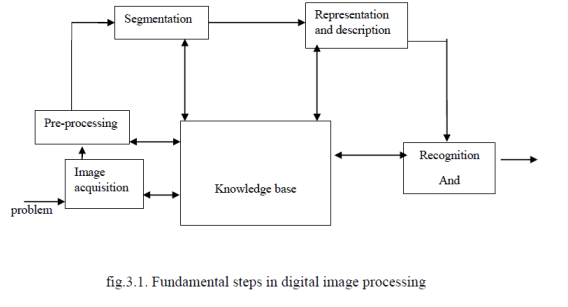 Segmentation
Representation
and description
Pre-processing
Image
acquisition
problem
Knowledge base
Recognition
And
fig.3.1. Fundamental steps in digital image processing